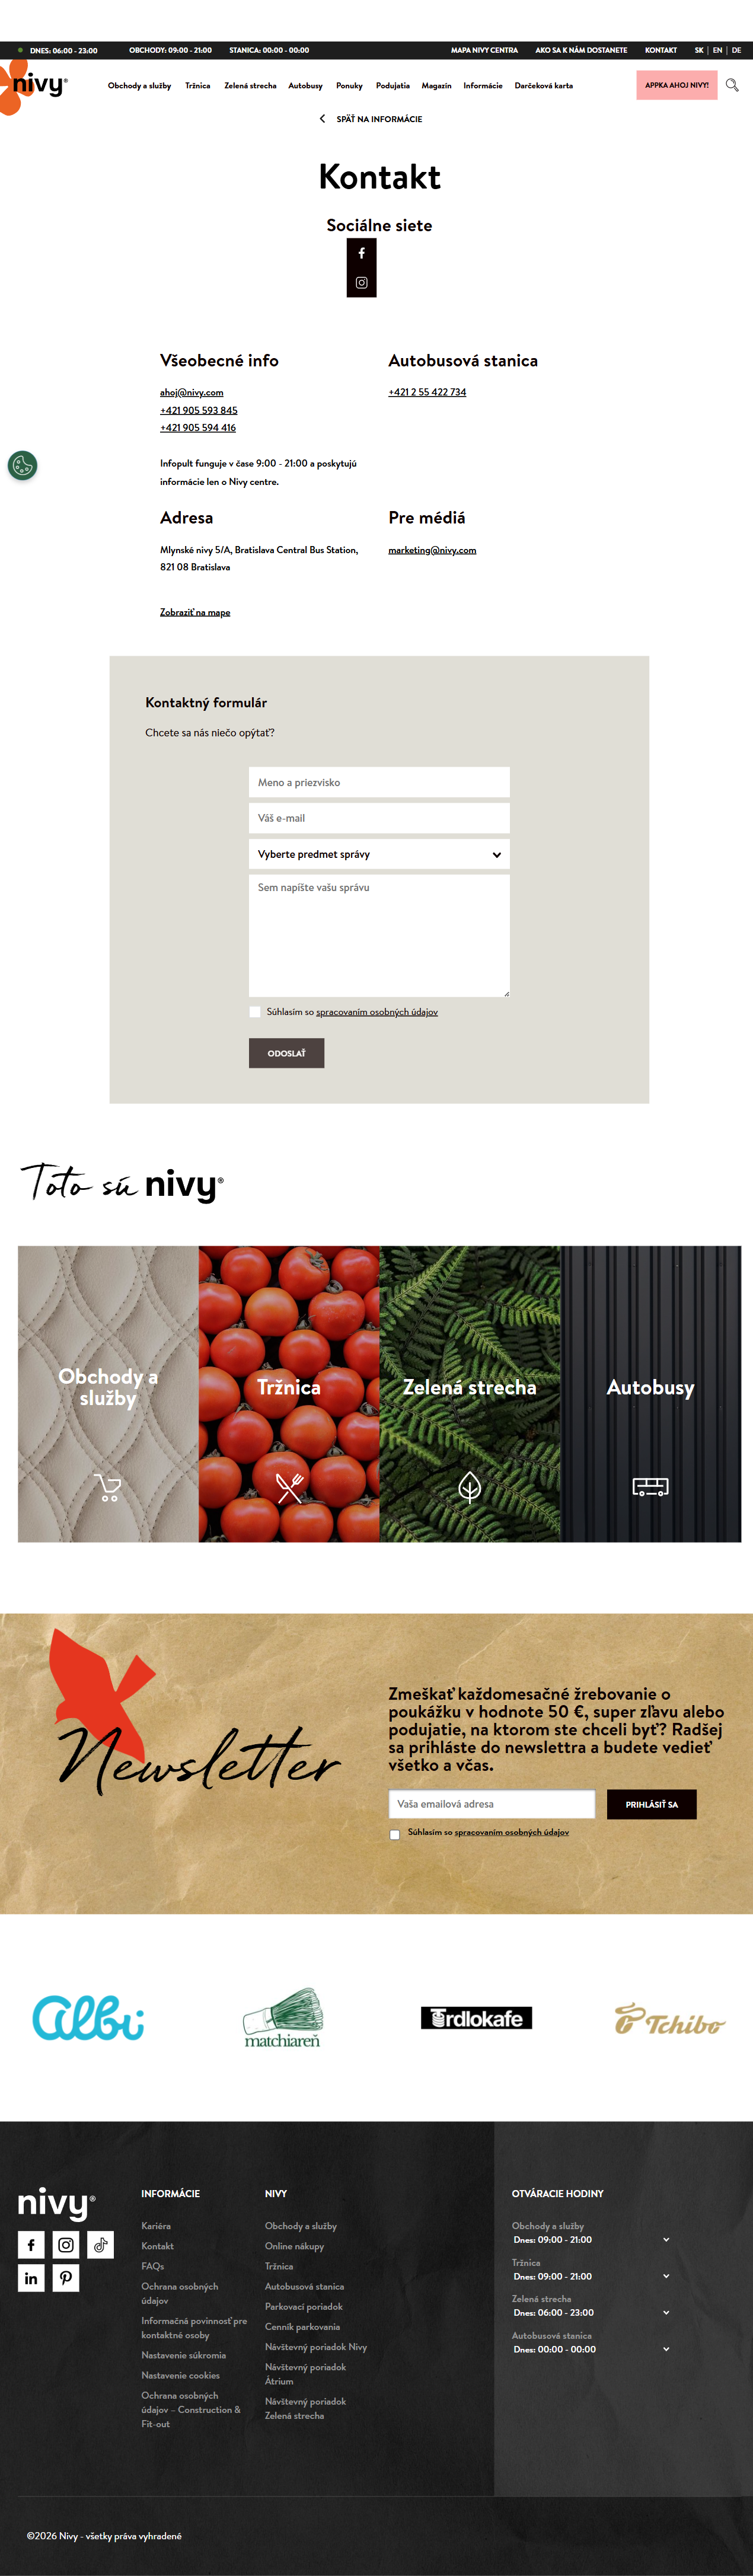 DNES: 06:00 - 23:00
OBCHODY: 09:00 - 21:00
STANICA: 00:00 - 00:00
MAPA NIVY CENTRA
AKO SA K NÁM DOSTANETE
KONTAKT
SK | EN | DE
nivy®
Obchody a služby
Tržnica
Zelená strecha
Autobusy
Ponuky
Podujatia
Magazín
Informácie
Darčeková karta
APPKA AHOJ NIVY!
SPÄŤ NA INFORMÁCIE
Kontakt
Sociálne siete
Všeobecné info
ahoj@nivy.com
+421 905 593 845
+421 905 594 416
Infopult funguje v čase 9:00 - 21:00 a poskytujú
informácie len o Nivy centre.
Autobusová stanica
+421 2 55 422 734
Adresa
Mlynské nivy 5/A, Bratislava Central Bus Station,
821 08 Bratislava
Zobraziť na mape
Pre médiá
marketing@nivy.com
Kontaktný formulár
Chcete sa nás niečo opýtať?
Meno a priezvisko
Váš e-mail
Vyberte predmet správy
Sem napíšte vašu správu
Súhlasím so spracovaním osobných údajov
ODOSLAŤ
Toto sú nivy®
Obchody a
služby
Tržnica
Zelená strecha
Autobusy
Newsletter
Zmeškať každomesačné žrebovanie o
poukážku v hodnote 50 €, super zľavu alebo
podujatie, na ktorom ste chceli byť? Radšej
sa prihláste do newslettra a budete vedieť
všetko a včas.
Vaša emailová adresa
PRIHLÁSIŤ SA
Súhlasím so spracovaním osobných údajov
albi
matchiareň
Trdlokafe
Tchibo
nivy®
INFORMÁCIE
Kariéra
Kontakt
FAQs
Ochrana osobných
údajov
Informačná povinnosť pre
kontaktné osoby
Nastavenie súkromia
Nastavenie cookies
Ochrana osobných
údajov – Construction &
Fit-out
NIVY
Obchody a služby
Online nákupy
Tržnica
Autobusová stanica
Parkovací poriadok
Cenník parkovania
Návštevný poriadok Nivy
Návštevný poriadok
Átrium
Návštevný poriadok
Zelená strecha
OTVÁRACIE HODINY
Obchody a služby
Dnes: 09:00 - 21:00
Tržnica
Dnes: 09:00 - 21:00
Zelená strecha
Dnes: 06:00 - 23:00
Autobusová stanica
Dnes: 00:00 - 00:00
©2026 Nivy - všetky práva vyhradené